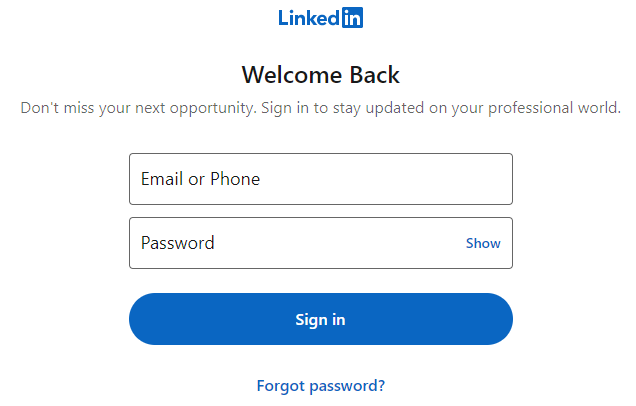 LinkedIn
Welcome Back
Don't miss your next opportunity. Sign in to stay updated on your professional world.
Email or Phone
Password Show
Sign in
Forgot password?